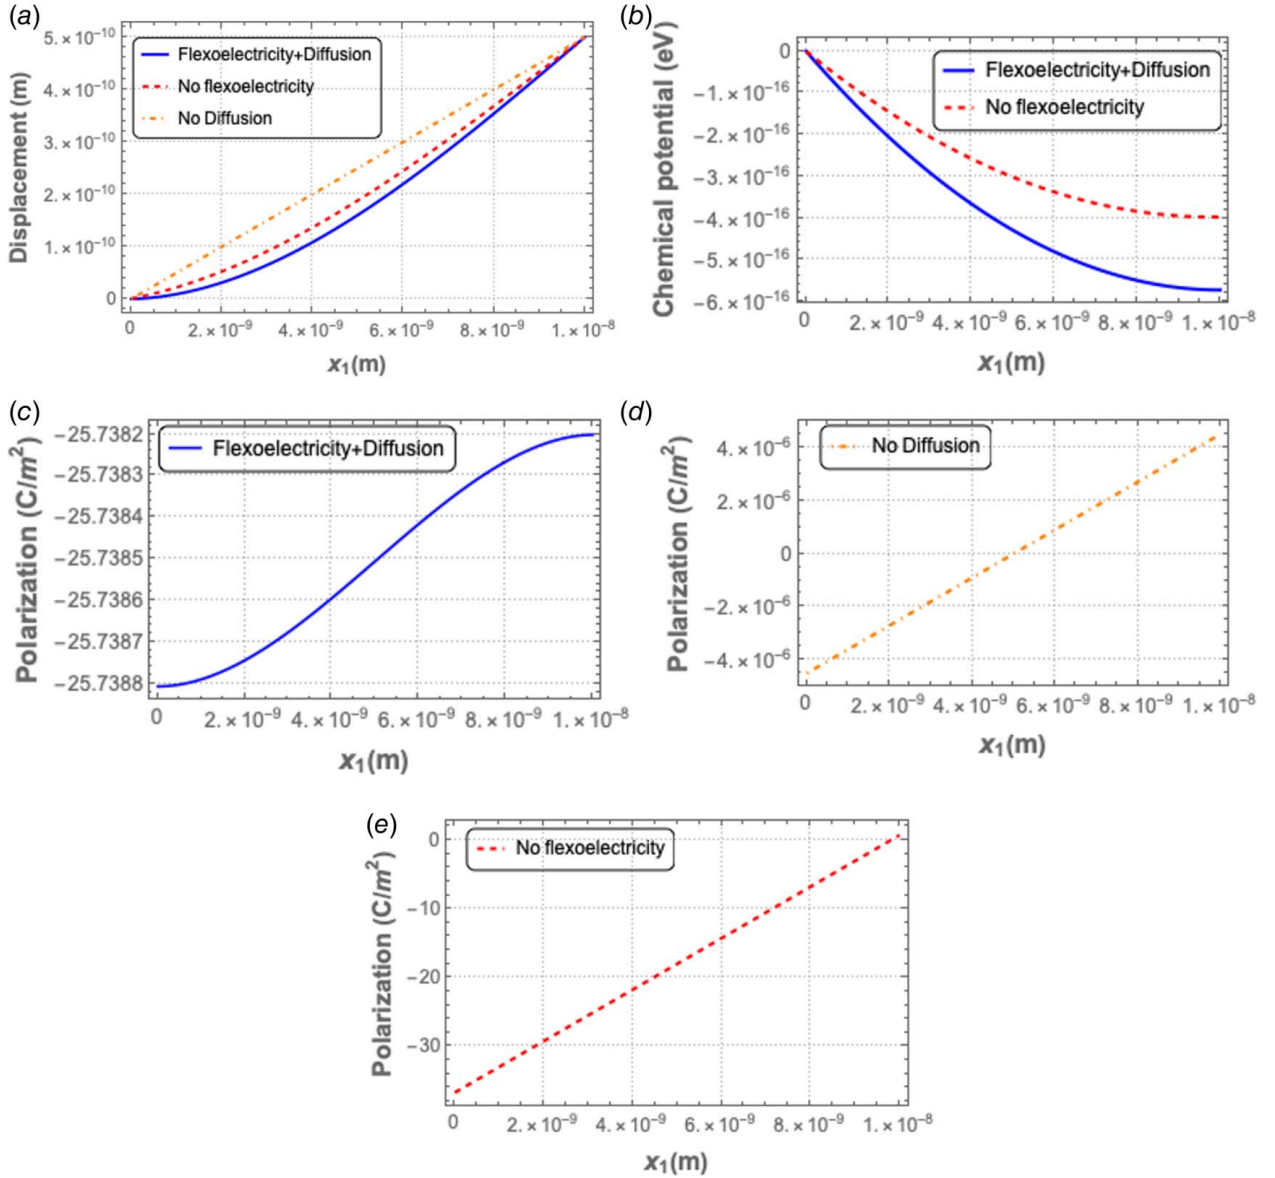 (a)
Displacement (m)
5.×10⁻¹⁰
4.×10⁻¹⁰
3.×10⁻¹⁰
2.×10⁻¹⁰
1.×10⁻¹⁰
0
Flexoelectricity+Diffusion
No flexoelectricity
No Diffusion
0 2.×10⁻⁹ 4.×10⁻⁹ 6.×10⁻⁹ 8.×10⁻⁹ 1.×10⁻⁸
x₁(m)
(b)
Chemical potential (eV)
0
−1.×10⁻¹⁶
−2.×10⁻¹⁶
−3.×10⁻¹⁶
−4.×10⁻¹⁶
−5.×10⁻¹⁶
−6.×10⁻¹⁶
Flexoelectricity+Diffusion
No flexoelectricity
0 2.×10⁻⁹ 4.×10⁻⁹ 6.×10⁻⁹ 8.×10⁻⁹ 1.×10⁻⁸
x₁(m)
(c)
Polarization (C/m²)
−25.7382
−25.7383
−25.7384
−25.7385
−25.7386
−25.7387
−25.7388
Flexoelectricity+Diffusion
0 2.×10⁻⁹ 4.×10⁻⁹ 6.×10⁻⁹ 8.×10⁻⁹ 1.×10⁻⁸
x₁(m)
(d)
Polarization (C/m²)
4.×10⁻⁶
2.×10⁻⁶
0
−2.×10⁻⁶
−4.×10⁻⁶
No Diffusion
0 2.×10⁻⁹ 4.×10⁻⁹ 6.×10⁻⁹ 8.×10⁻⁹ 1.×10⁻⁸
x₁(m)
(e)
Polarization (C/m²)
0
−10
−20
−30
No flexoelectricity
0 2.×10⁻⁹ 4.×10⁻⁹ 6.×10⁻⁹ 8.×10⁻⁹ 1.×10⁻⁸
x₁(m)